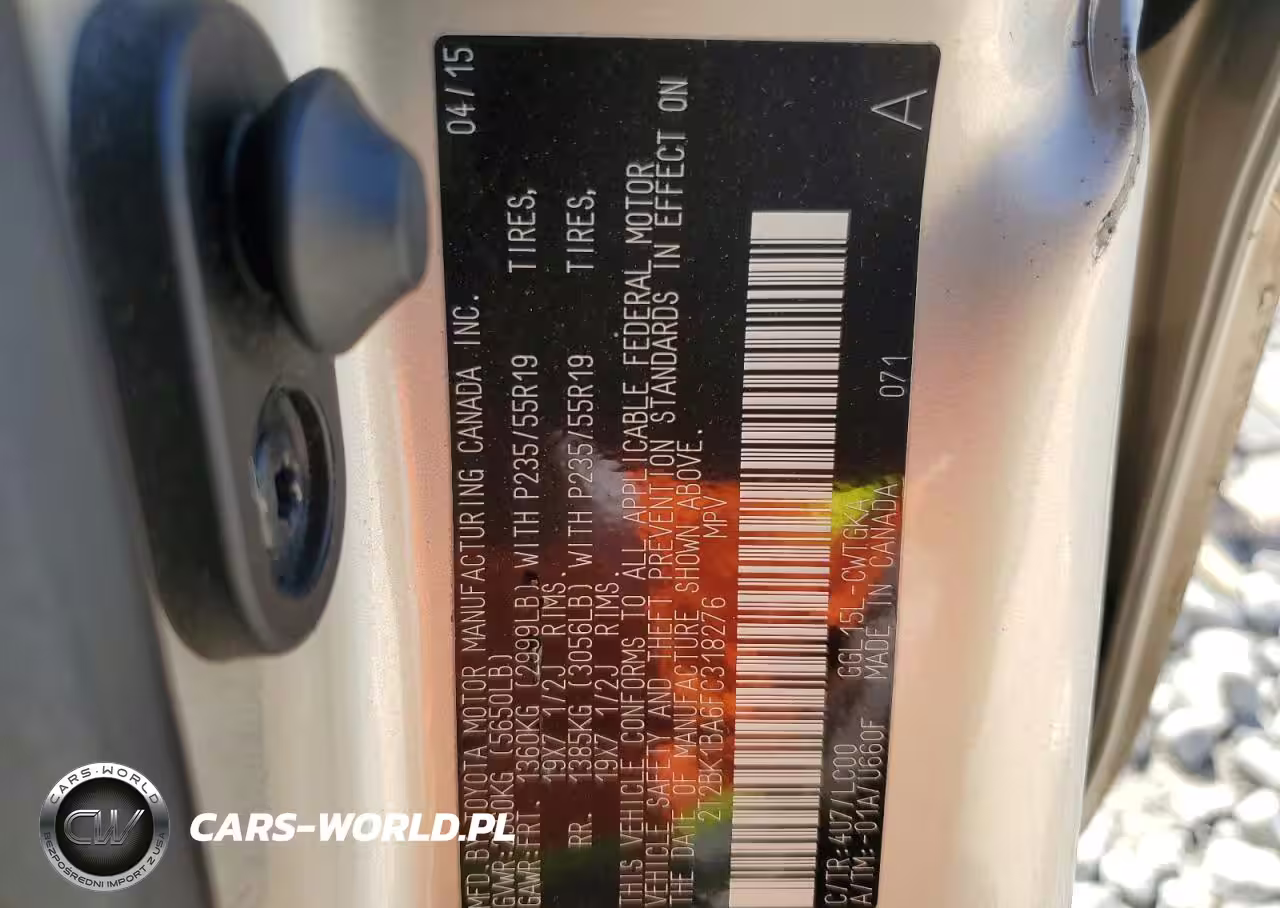 MFD.BY:TOYOTA MOTOR MANUFACTURING CANADA INC. 04/15
(5650LB)
GAWR:FRT. 1360KG (2999LB) WITH P235/55R19 TIRES,
19X7 1/2J RIMS.
RR. 1385KG (3056LB) WITH P235/55R19 TIRES,
19X7 1/2J RIMS.
THIS VEHICLE CONFORMS TO ALL APPLICABLE FEDERAL MOTOR
VEHICLE SAFETY AND THEFT PREVENTION STANDARDS IN EFFECT ON
THE DATE OF MANUFACTURE SHOWN ABOVE.
2T2BK1BA6FC318276 MPV
C/TR:4U7/LC00 GGL15L-CWTGKA
A/TM:-01A/U660F MADE IN CANADA 071 A
CARS-WORLD
CW
BEZPOŚREDNI IMPORT Z USA
CARS-WORLD.PL